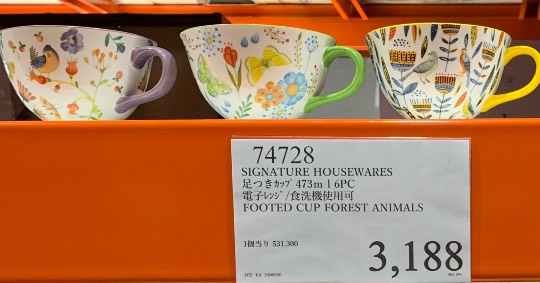 74728
SIGNATURE HOUSEWARES
足つきｶｯﾌﾟ 473m l 6PC
電子ﾚﾝｼﾞ/食洗機使用可
FOOTED CUP FOREST ANIMALS
1個当り 531.300
3,188